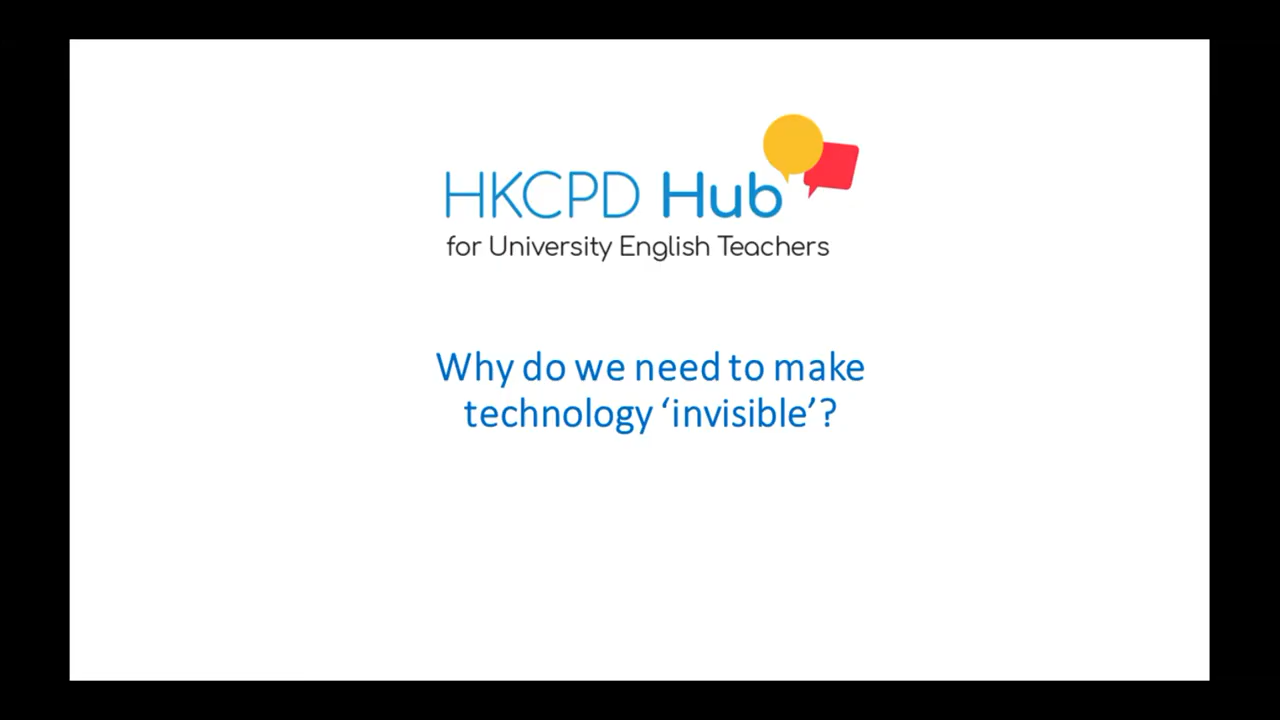 HKCPD Hub
for University English Teachers
Why do we need to make
technology ‘invisible’?